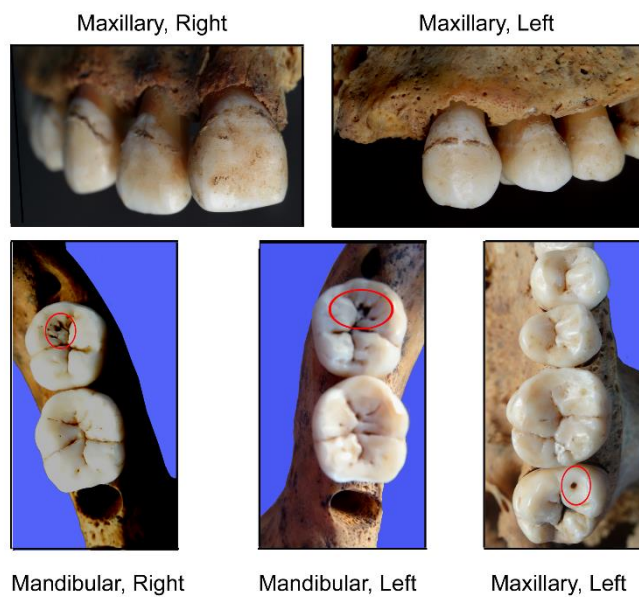 Maxillary, Right
Maxillary, Left
Mandibular, Right
Mandibular, Left
Maxillary, Left